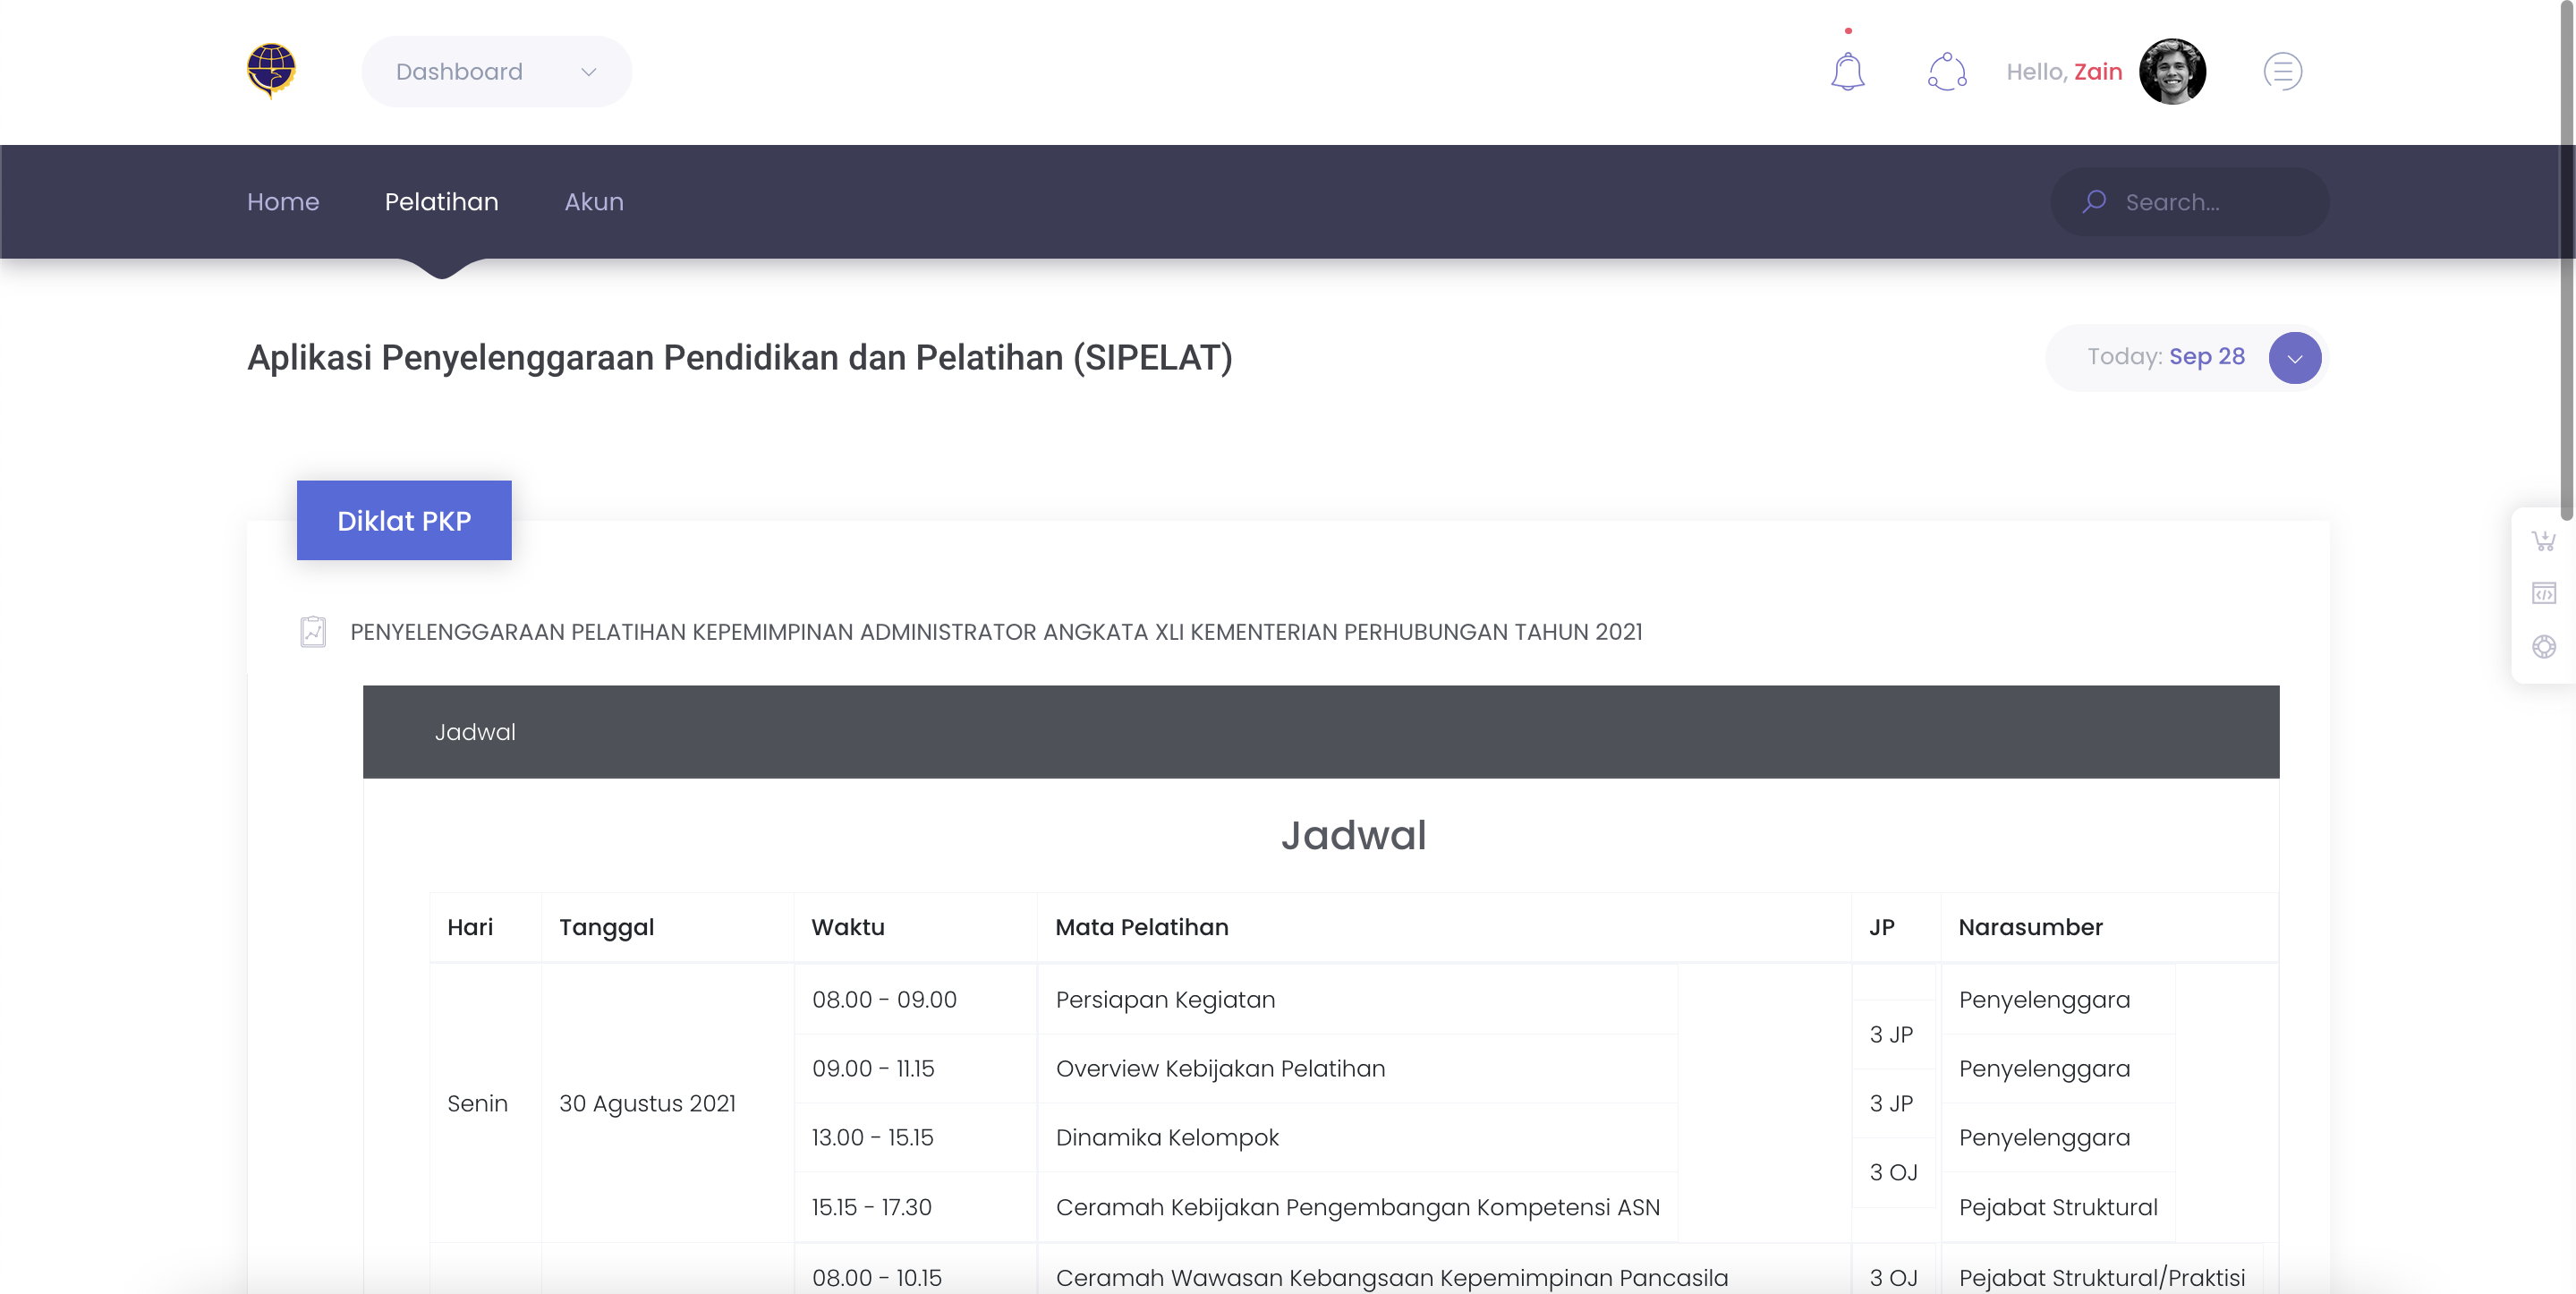 Dashboard
Hello, Zain
Home Pelatihan Akun
Search...
Aplikasi Penyelenggaraan Pendidikan dan Pelatihan (SIPELAT)
Today: Sep 28
Diklat PKP
PENYELENGGARAAN PELATIHAN KEPEMIMPINAN ADMINISTRATOR ANGKATA XLI KEMENTERIAN PERHUBUNGAN TAHUN 2021
Jadwal
Jadwal
Hari Tanggal Waktu Mata Pelatihan JP Narasumber
08.00 - 09.00 Persiapan Kegiatan Penyelenggara
3 JP
09.00 - 11.15 Overview Kebijakan Pelatihan Penyelenggara
Senin 30 Agustus 2021 3 JP
13.00 - 15.15 Dinamika Kelompok Penyelenggara
3 OJ
15.15 - 17.30 Ceramah Kebijakan Pengembangan Kompetensi ASN Pejabat Struktural
08.00 - 10.15 Ceramah Wawasan Kebangsaan Kepemimpinan Pancasila 3 OJ Pejabat Struktural/Praktisi